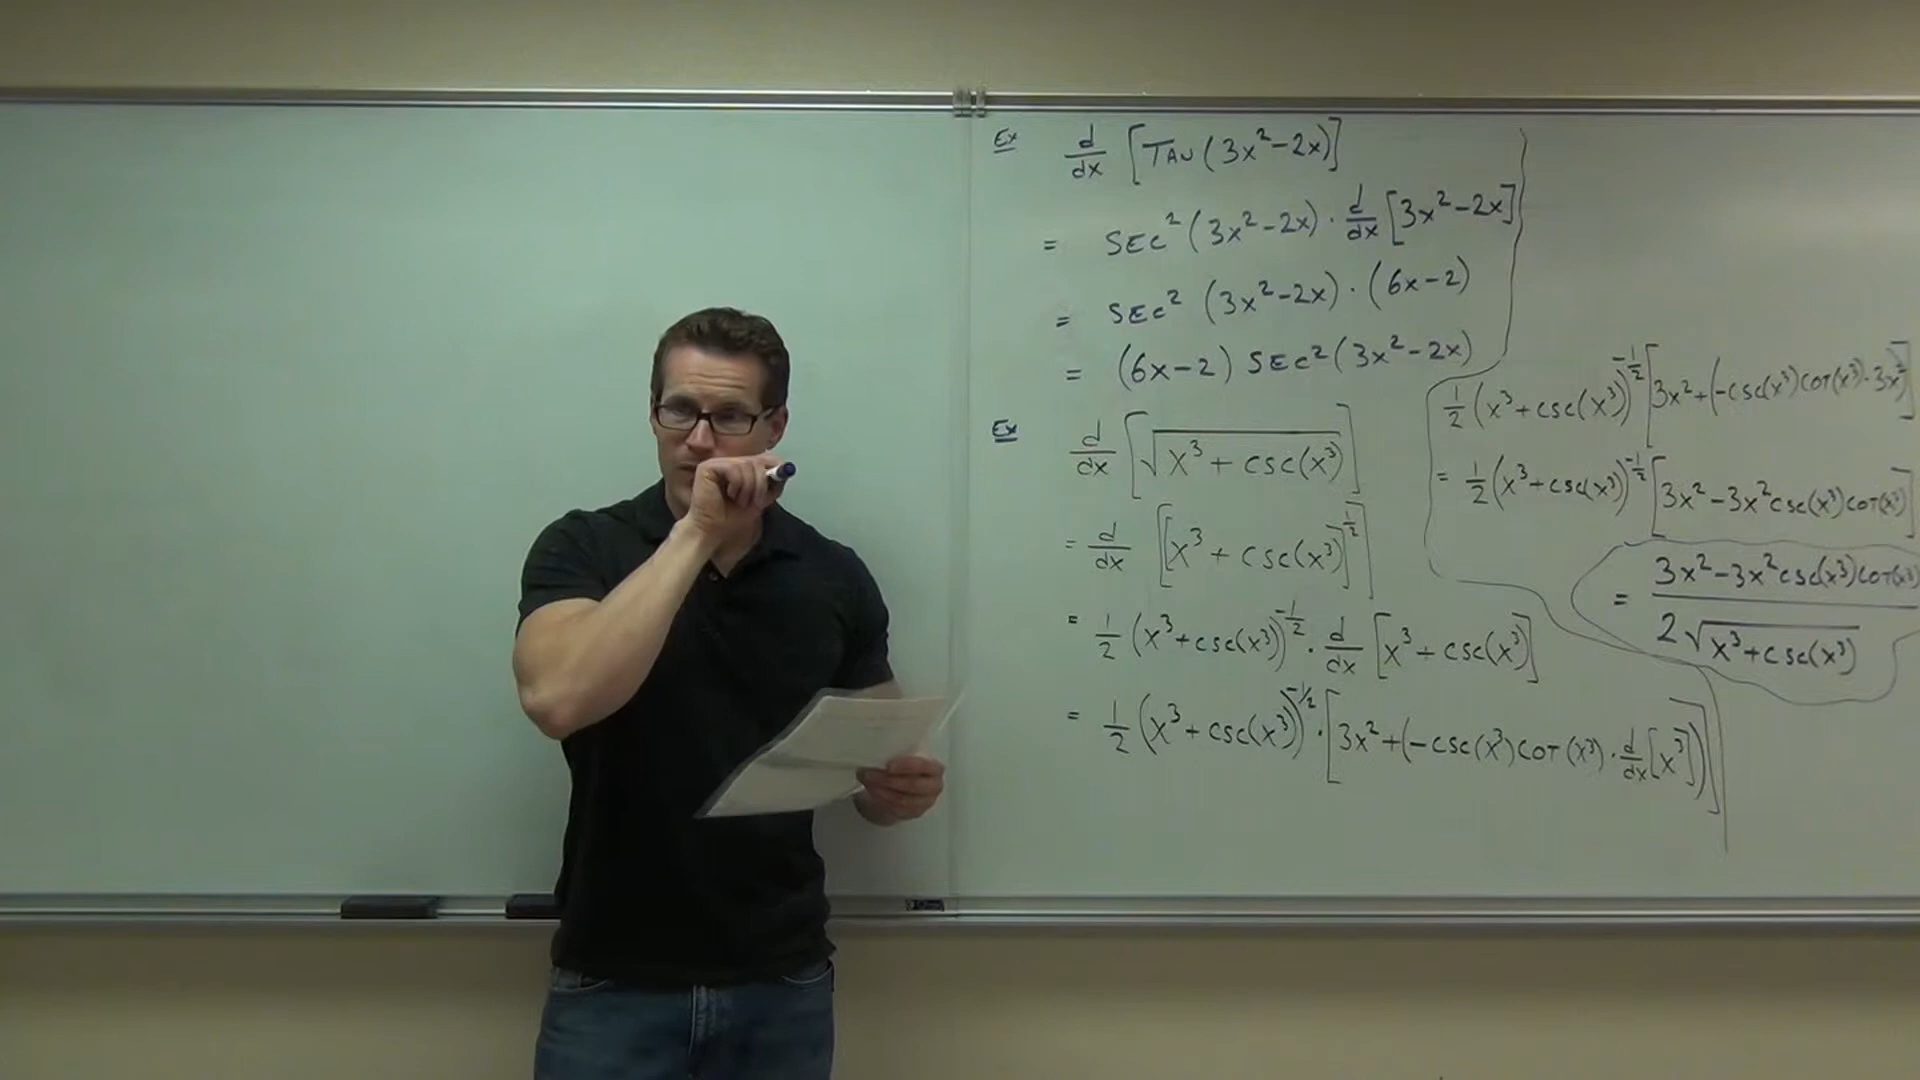 Ex d/dx [TAN(3x²-2x)]
= SEC²(3x²-2x) · d/dx [3x²-2x]
= SEC²(3x²-2x) · (6x-2)
= (6x-2) SEC²(3x²-2x)
Ex d/dx [√(x³+csc(x³))]
= d/dx [[x³+csc(x³)]^½]
= ½ (x³+csc(x³))^-½ · d/dx [x³+csc(x³)]
= ½ (x³+csc(x³))^-½ · [3x²+(-csc(x³)cot(x³) · d/dx [x³])]
½ (x³+csc(x³))^-½ [3x²+(-csc(x³)cot(x³)·3x²]
= ½ (x³+csc(x³))^-½ [3x²-3x²csc(x³)cot(x³)]
= 3x²-3x²csc(x³)cot(x³) / 2√(x³+csc(x³))